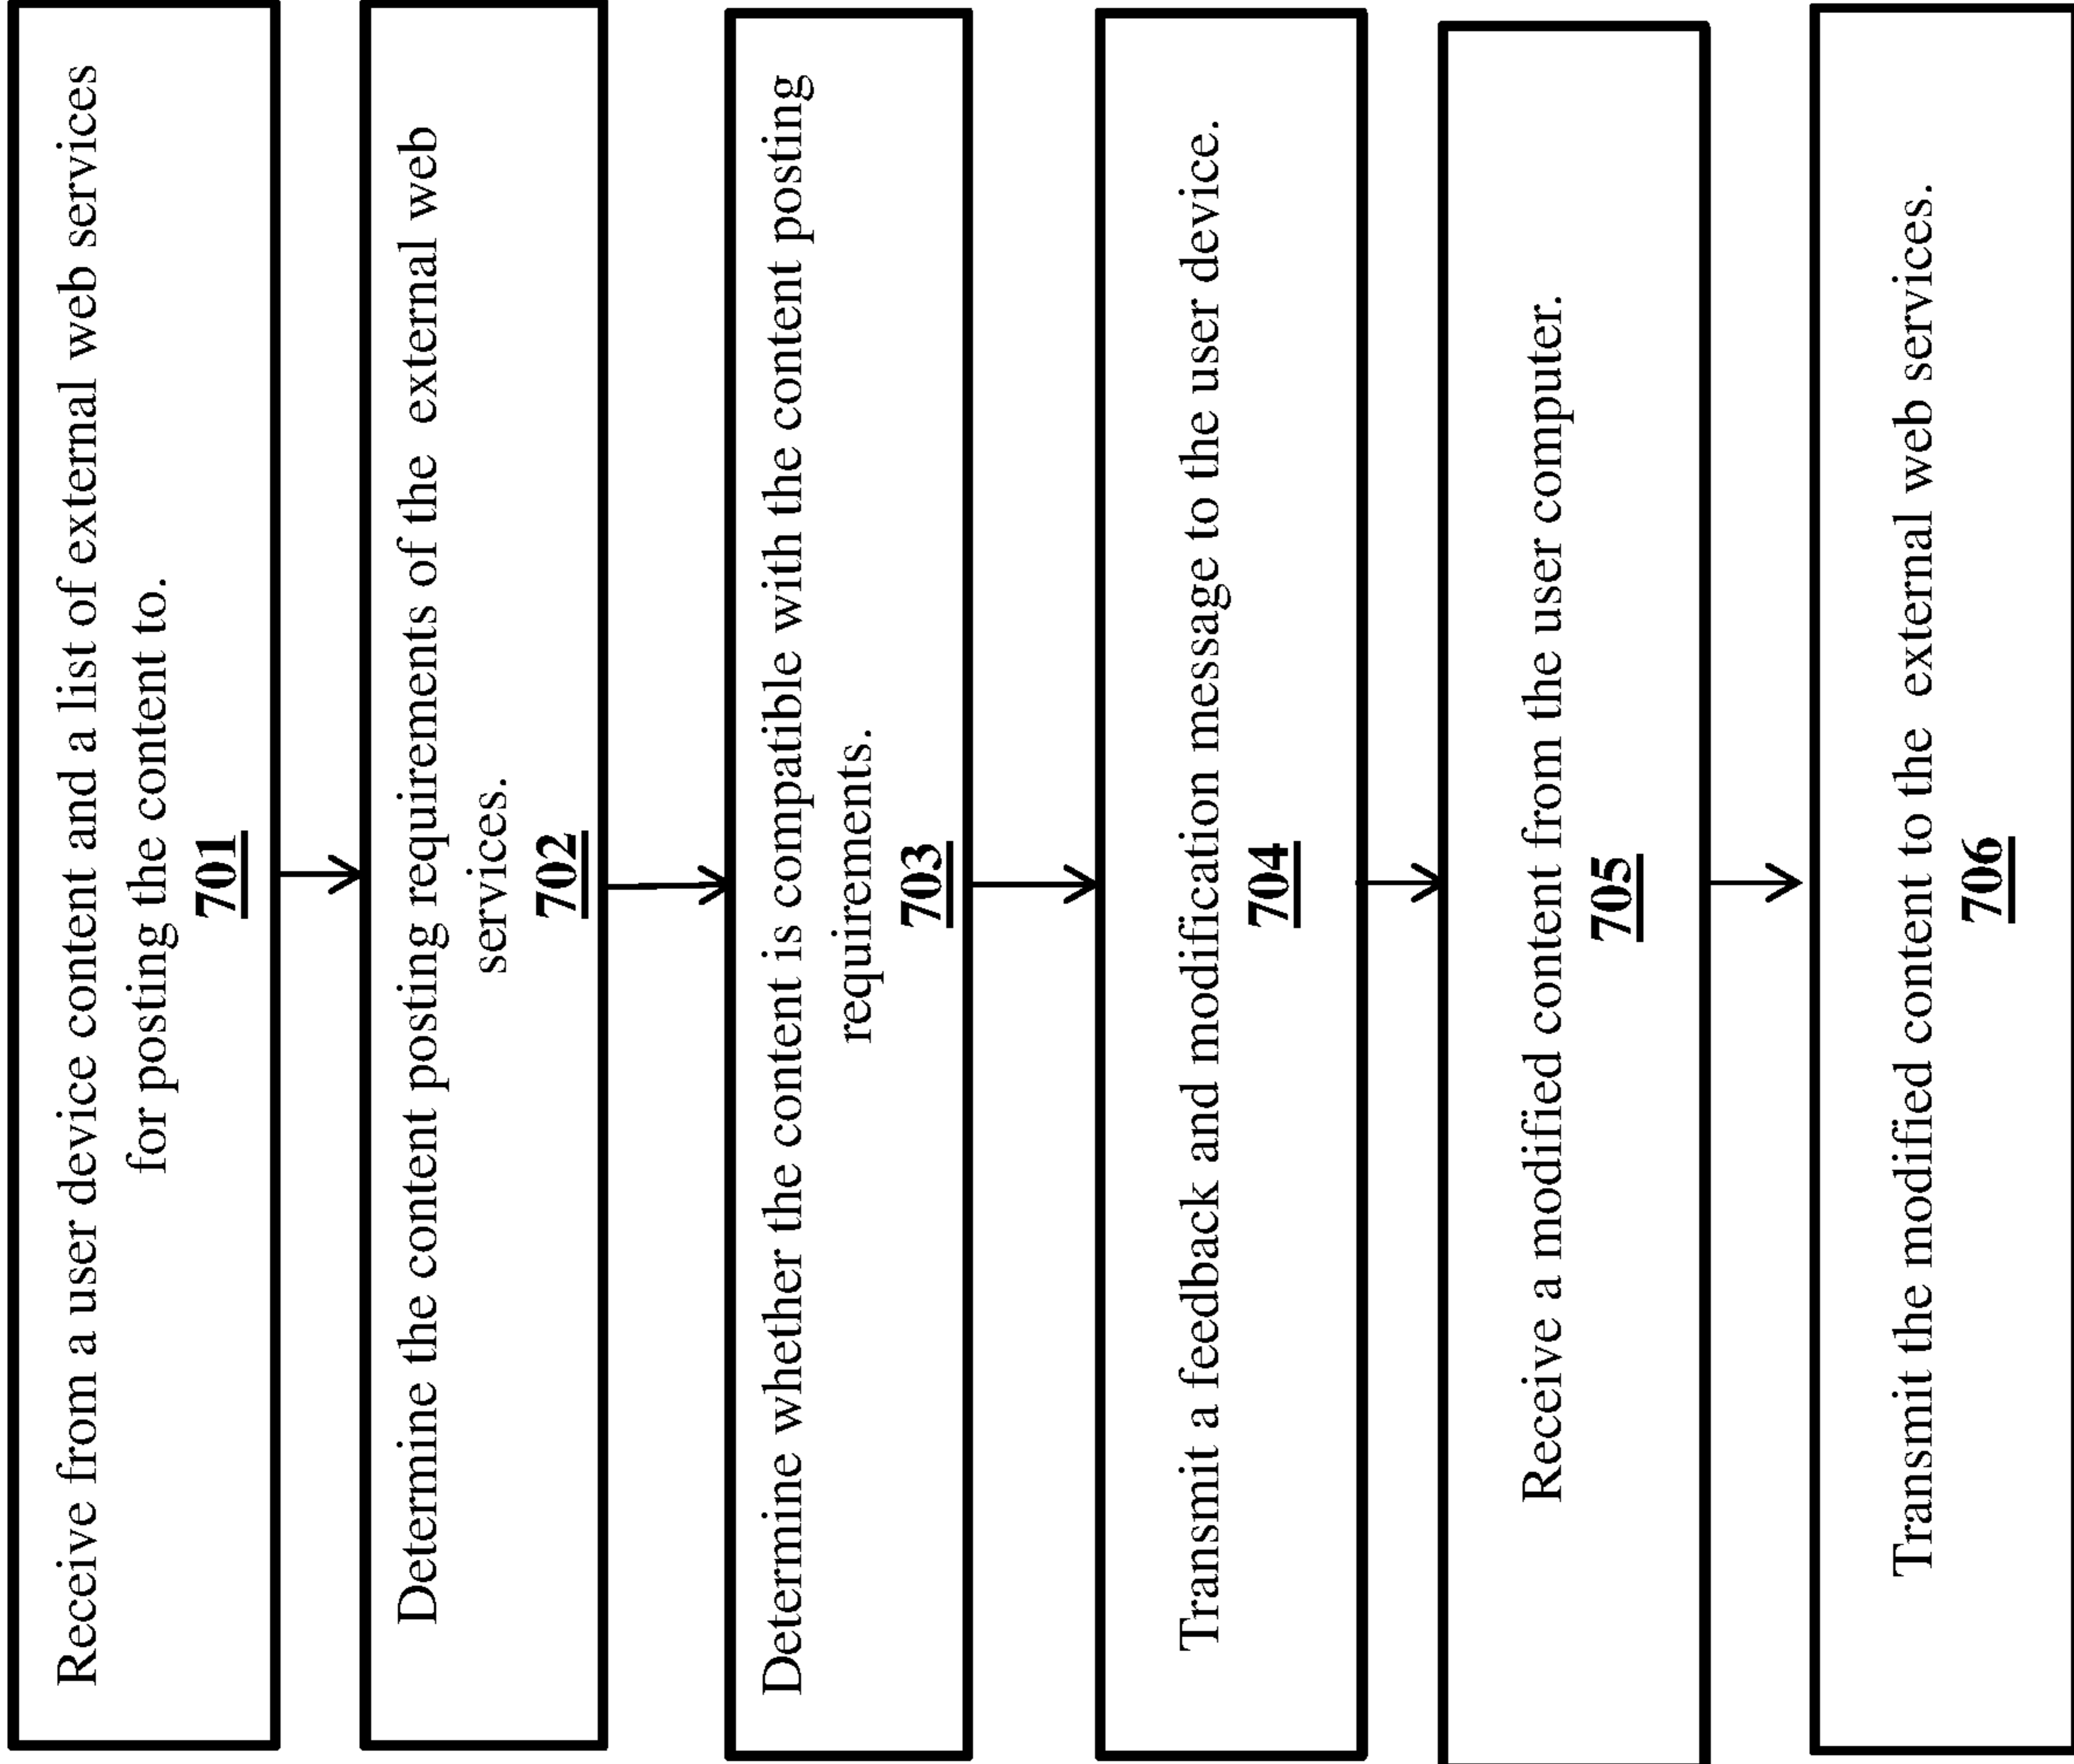 Receive from a user device content and a list of external web services
for posting the content to.
701
Determine the content posting requirements of the external web
services.
702
Determine whether the content is compatible with the content posting
requirements.
703
Transmit a feedback and modification message to the user device.
704
Receive a modified content from the user computer.
705
Transmit the modified content to the external web services.
706